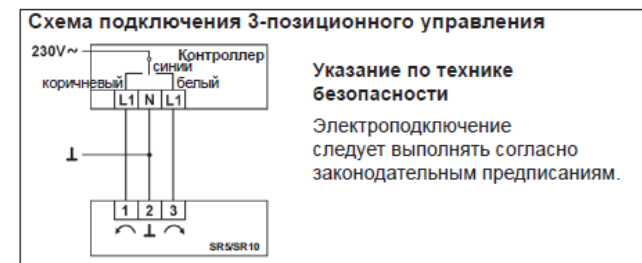 Схема подключения 3-позиционного управления
230V~
Контроллер
синий
коричневый
белый
L1 N L1
1 2 3
SR5/SR10
Указание по технике
безопасности
Электроподключение
следует выполнять согласно
законодательным предписаниям.